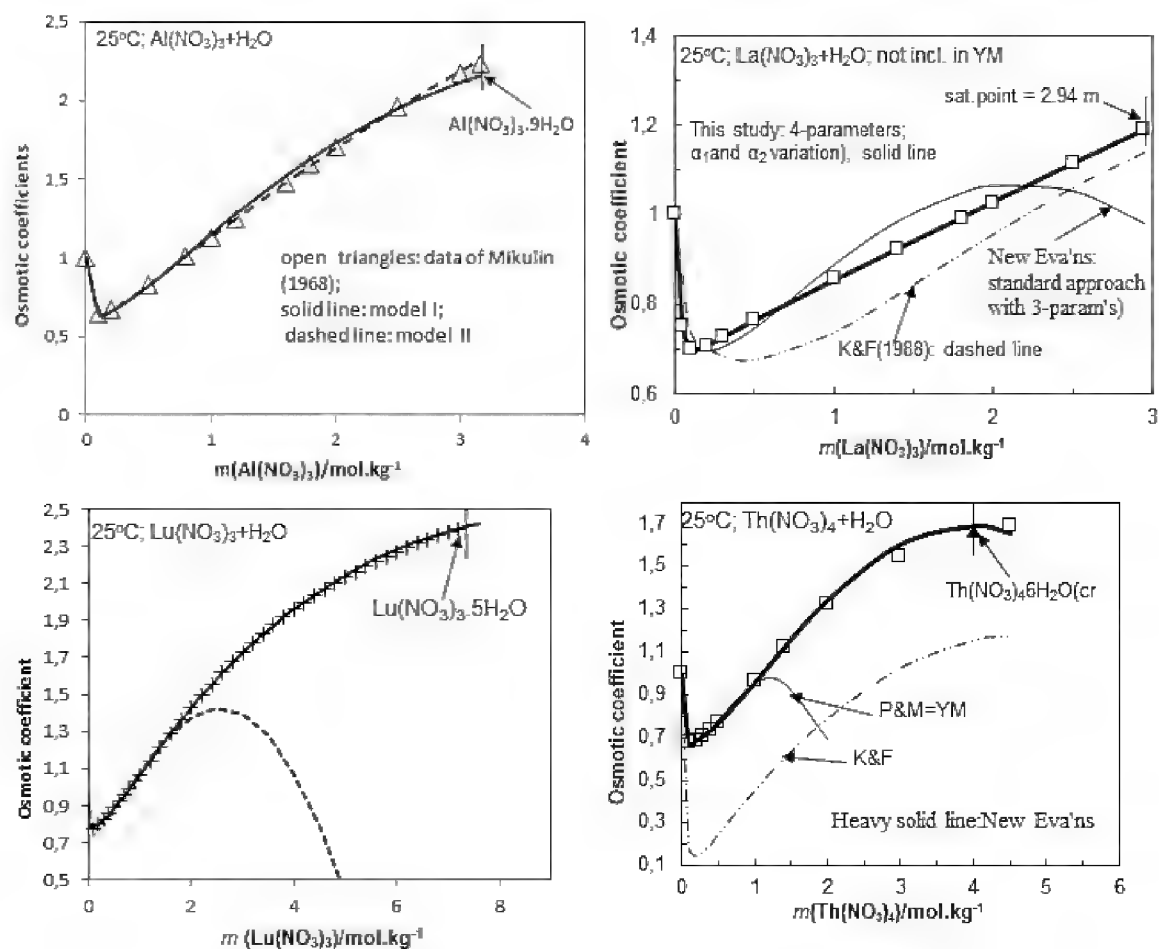 2,5
2
1,5
1
0,5
0
Osmotic coefficients
25°C; Al(NO₃)₃+H₂O
Al(NO₃)₃.9H₂O
open triangles: data of Mikulin
(1968);
solid line: model I;
dashed line: model II
0 1 2 3 4
m(Al(NO₃)₃)/mol.kg⁻¹
1,4
1,2
1
0,8
0,6
Osmotic coefficient
25°C; La(NO₃)₃+H₂O; not incl. in YM
sat.point = 2.94 m
This study: 4-parameters;
α₁and α₂ variation), solid line
New Eva'ns:
standard approach
with 3-param's)
K&F(1988): dashed line
0 1 2 3
m(La(NO₂)₃)/mol.kg⁻¹
2,5
2,3
2,1
1,9
1,7
1,5
1,3
1,1
0,9
0,7
0,5
Osmotic coefficient
25°C; Lu(NO₃)₃+H₂O
Lu(NO₃)₃.5H₂O
0 2 4 6 8
m (Lu(NO₃)₃)/mol.kg⁻¹
1,7
1,5
1,3
1,1
0,9
0,7
0,5
0,3
0,1
Osmotic coefficient
25°C; Th(NO₃)₄+H₂O
Th(NO₃)₄6H₂O(cr
P&M=YM
K&F
Heavy solid line:New Eva'ns
0 1 2 3 4 5 6
m(Th(NO₃)₄)/mol.kg⁻¹